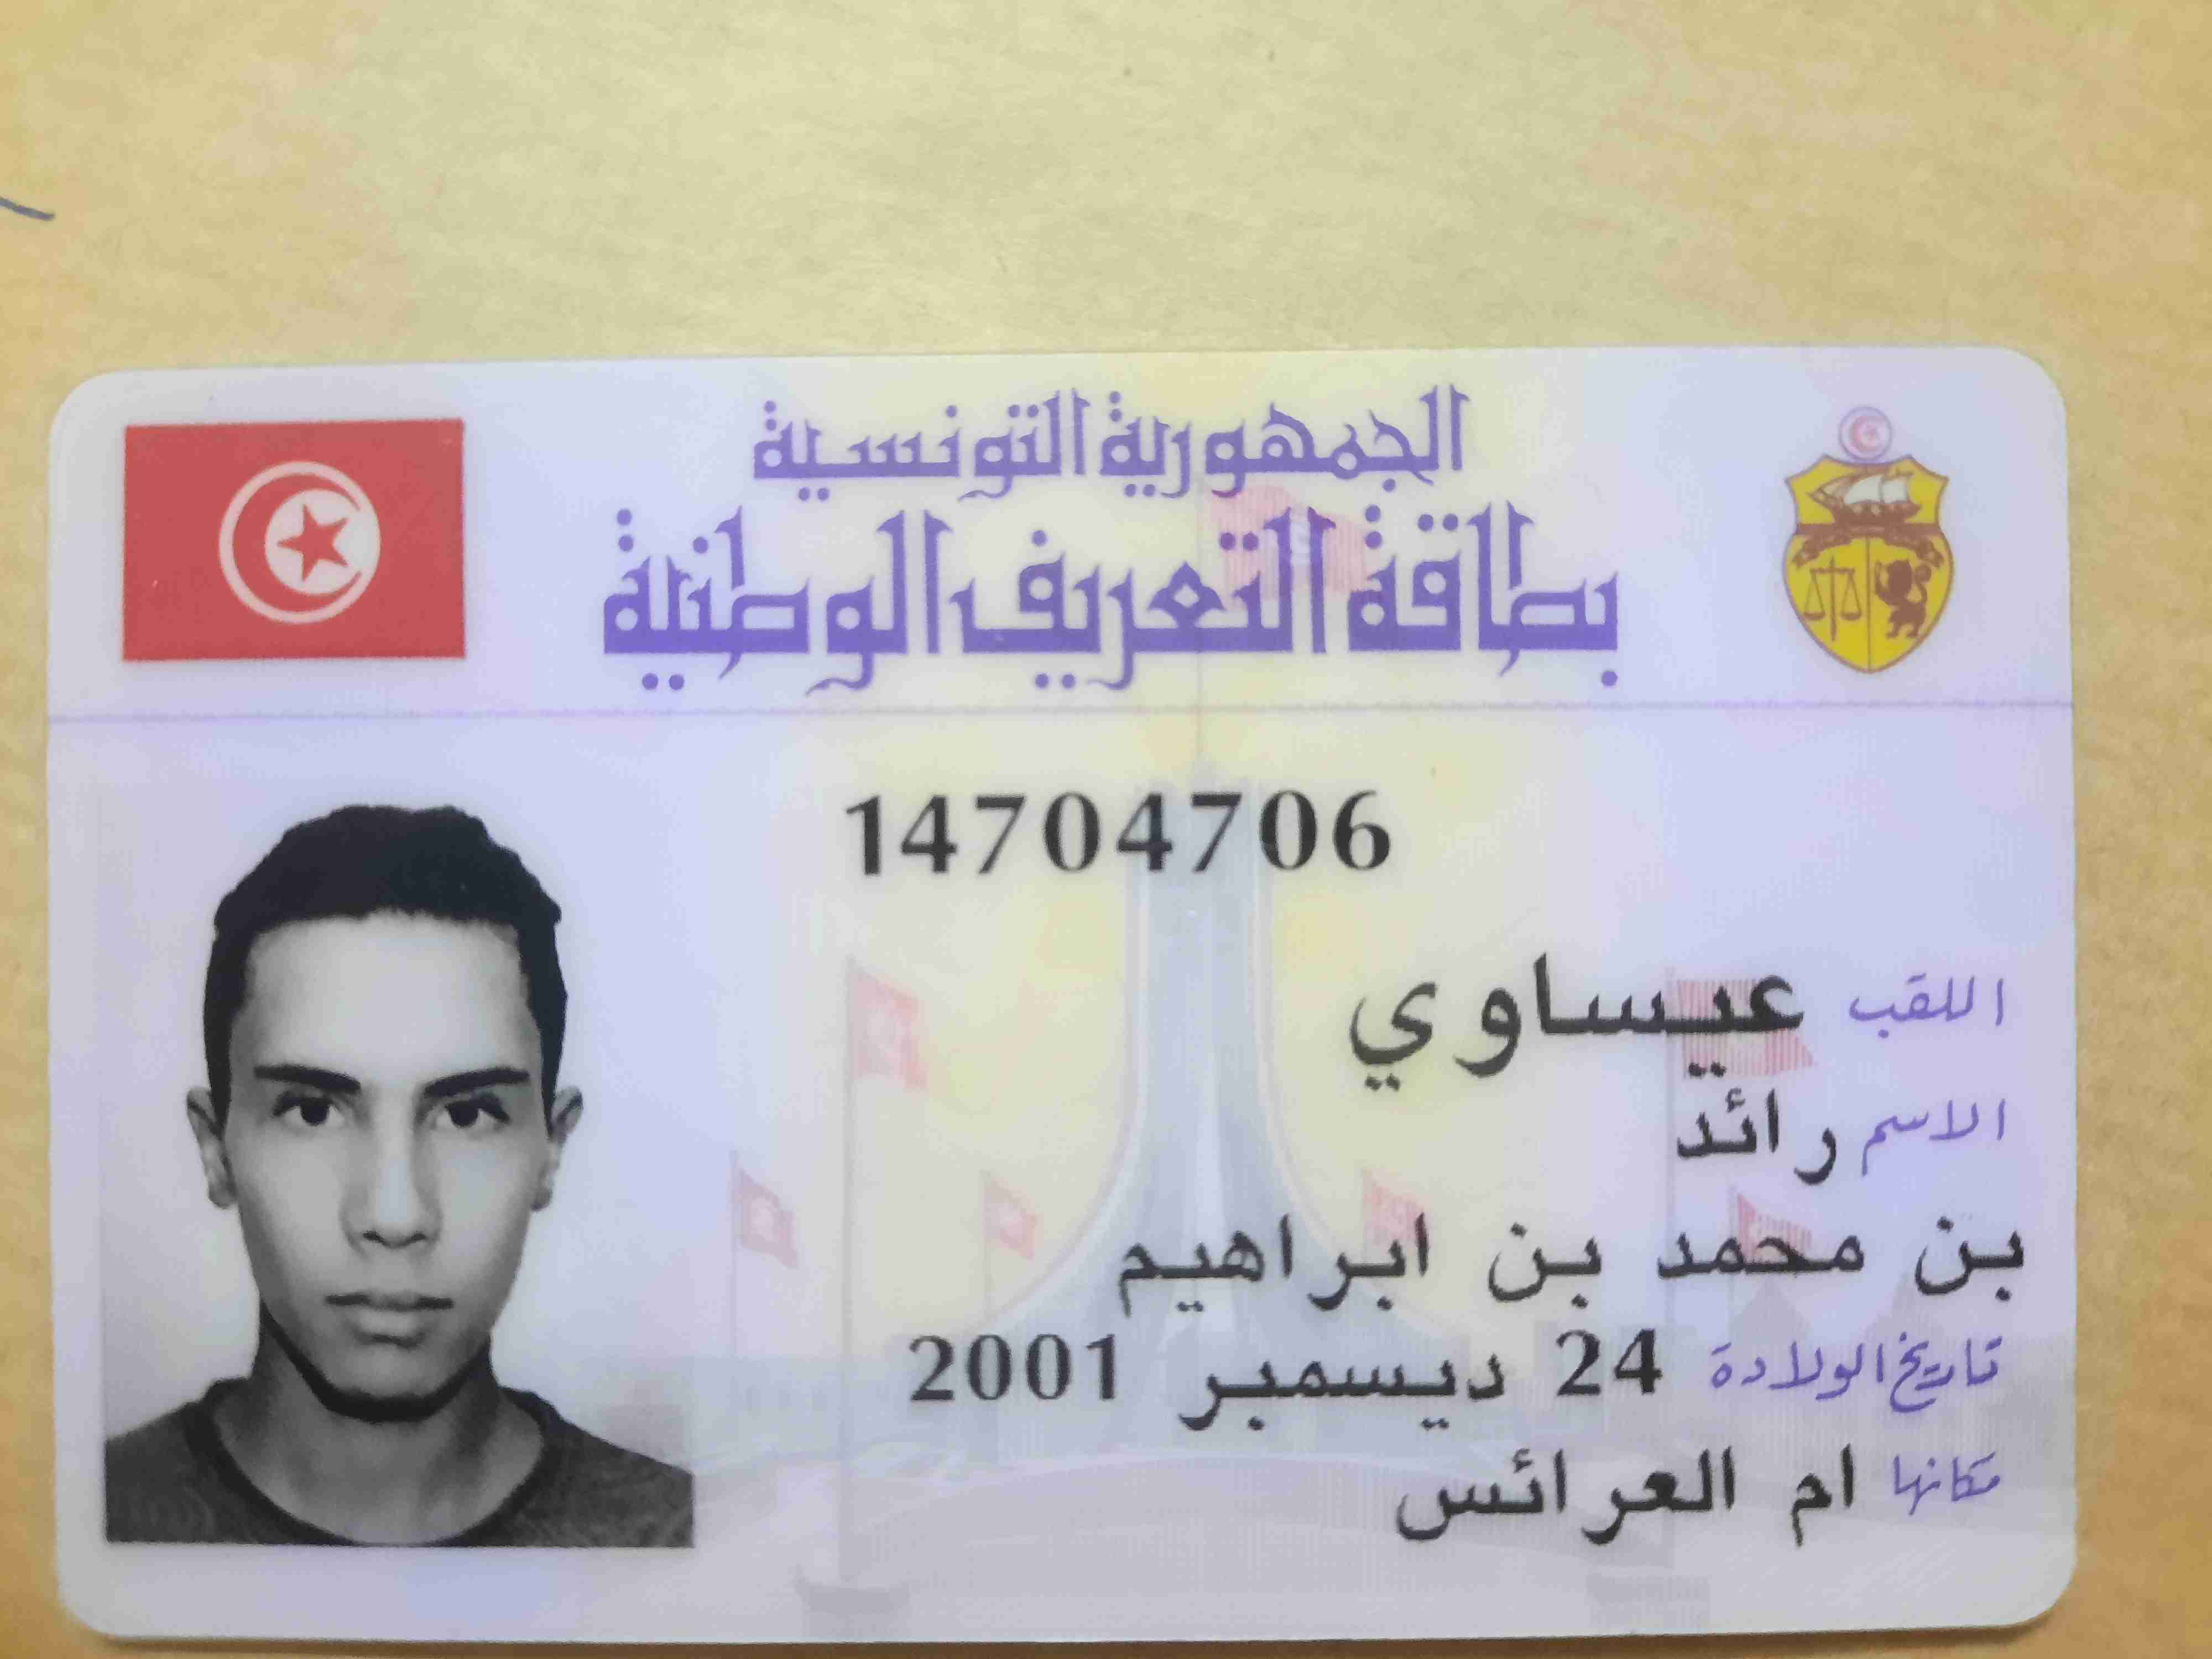 الجمهورية التونسية
بطاقة التعريف الوطنية
14704706
اللقب عيساوي
الاسم رائد
بن محمد بن ابراهيم
تاريخ الولادة 24 ديسمبر 2001
مكانها ام العرائس